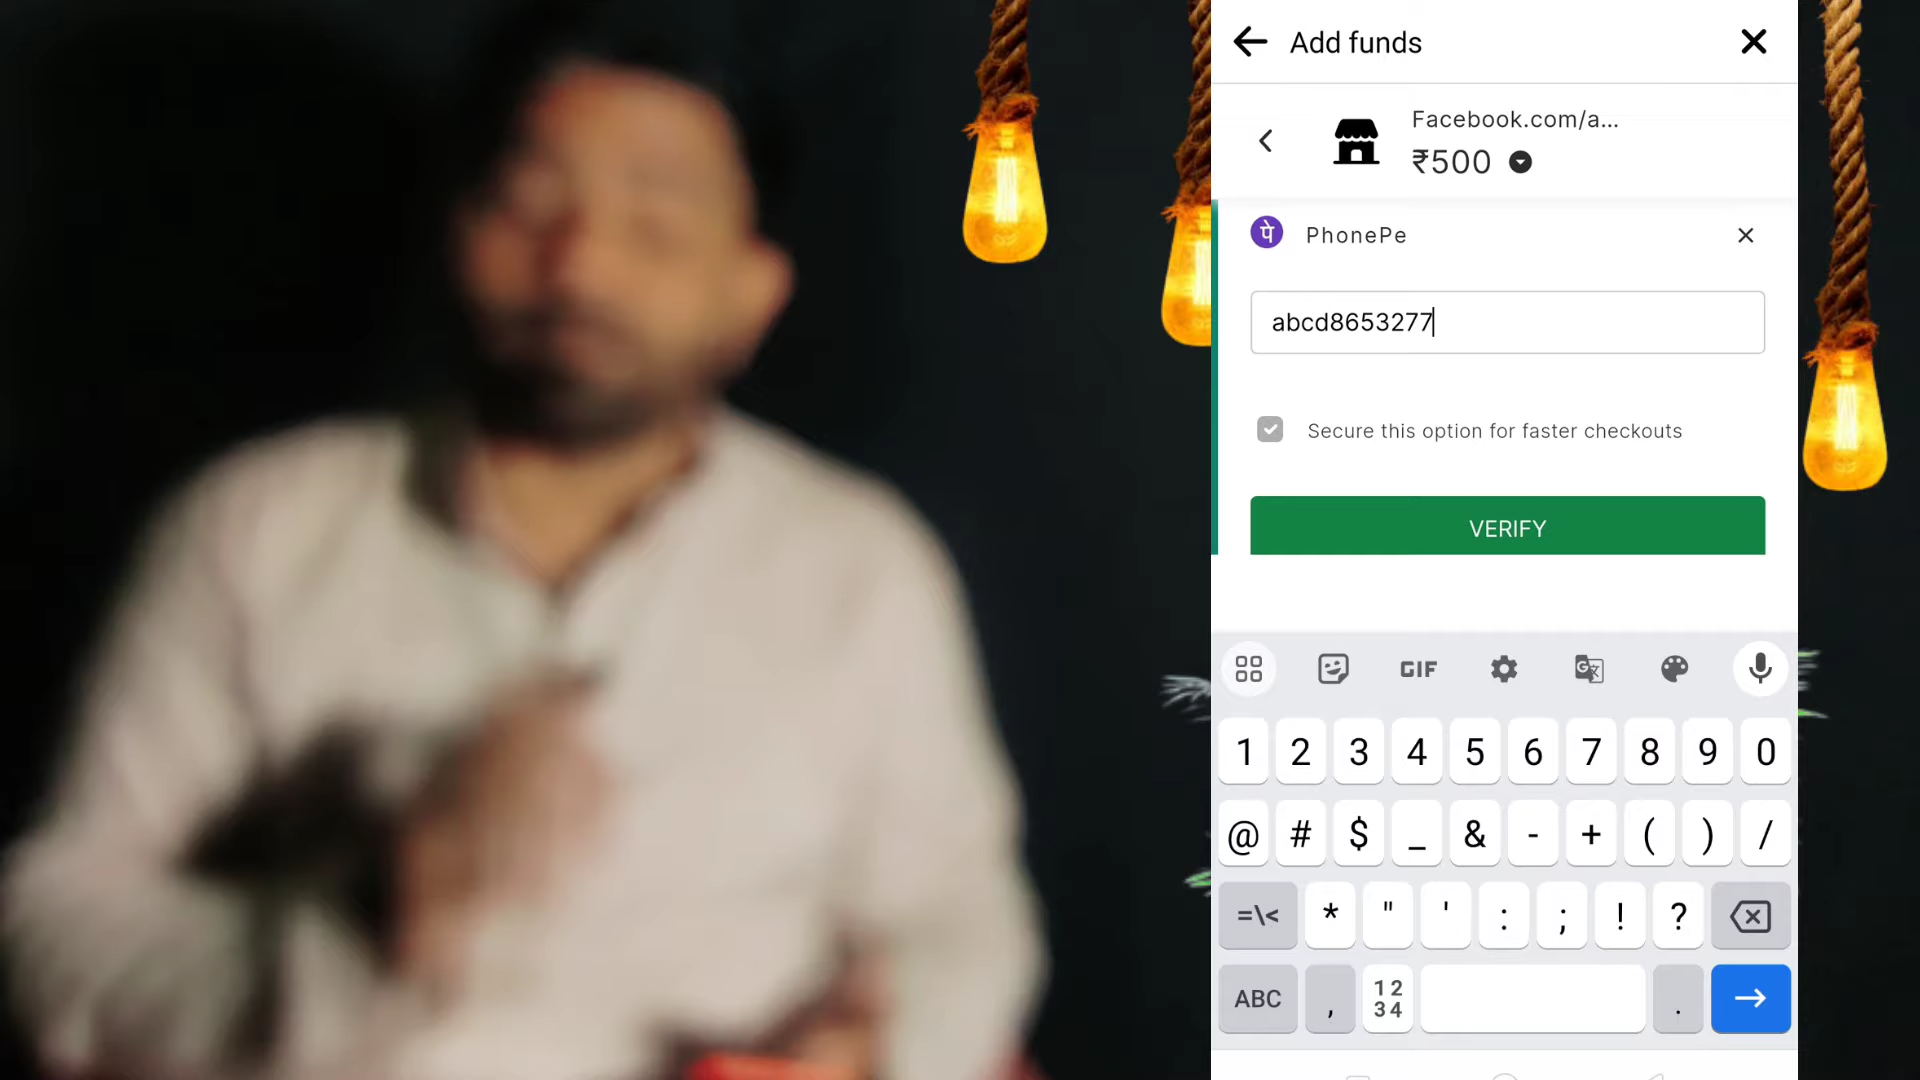 Add funds
Facebook.com/a...
₹500
पे PhonePe
abcd8653277
Secure this option for faster checkouts
VERIFY
GIF
1 2 3 4 5 6 7 8 9 0
@ # $ _ & - + ( ) /
=\< * " ' : ; ! ?
ABC , 12 34 .